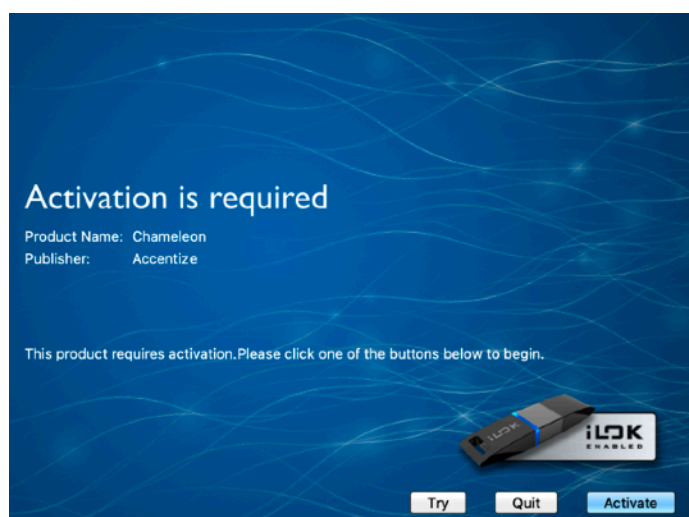 Activation is required
Product Name: Chameleon
Publisher: Accentize
This product requires activation.Please click one of the buttons below to begin.
iLOK
iLOK
ENABLED
Try Quit Activate